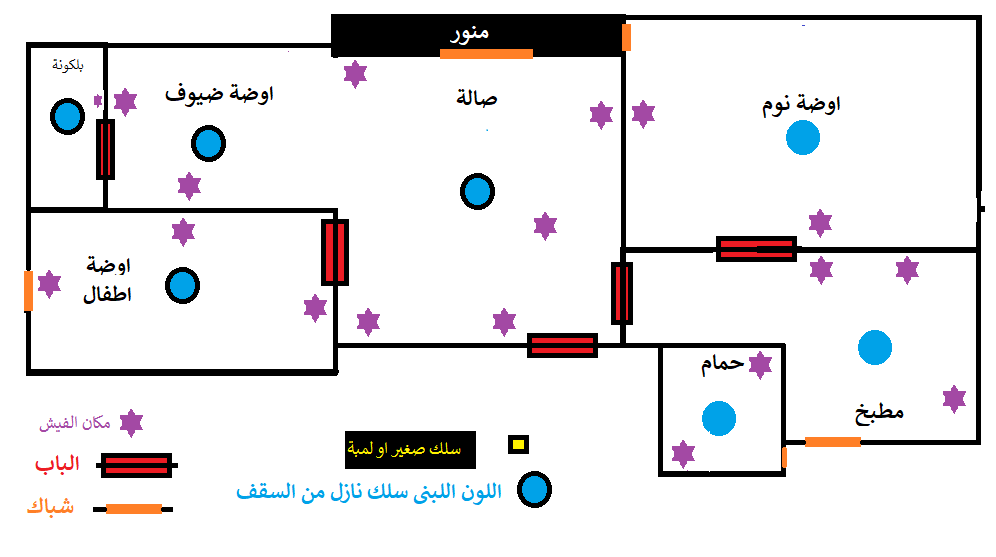 منور
بلكونة
اوضة ضيوف
صالة
اوضة نوم
اوضة
اطفال
حمام
مطبخ
مكان الفيش
الباب
شباك
سلك صغير او لمبة
اللون اللبنى سلك نازل من السقف